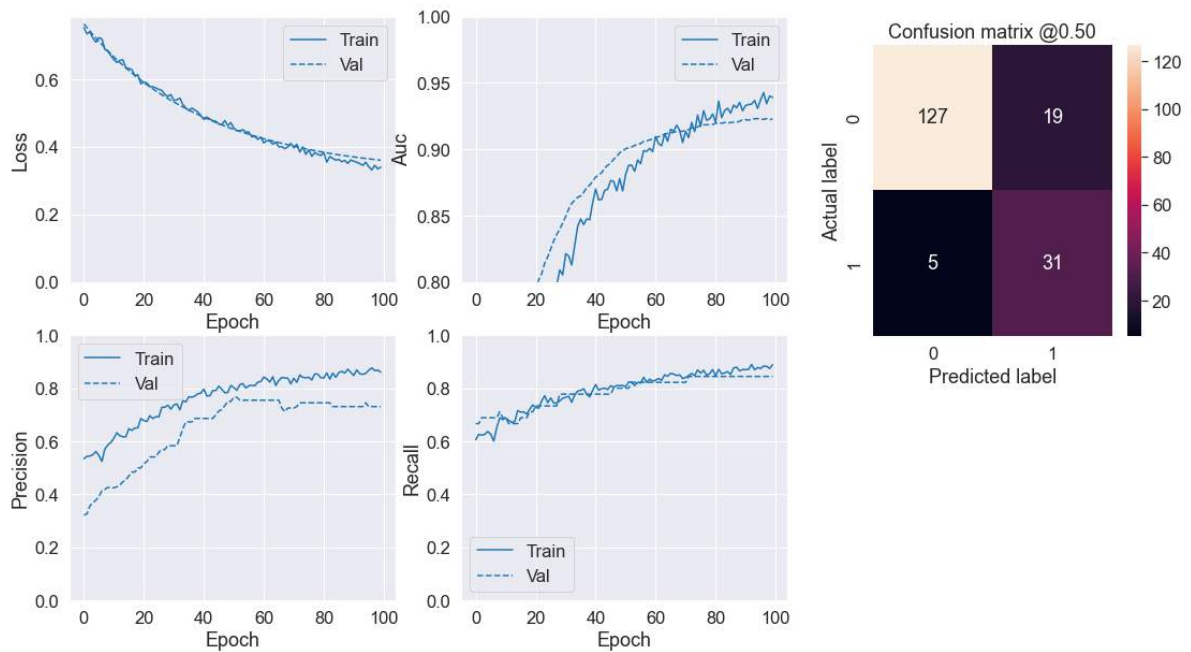 Loss
0.6
0.4
0.2
0.0
0 20 40 60 80 100
Epoch
Train
Val
Auc
1.00
0.95
0.90
0.85
0.80
0 20 40 60 80 100
Epoch
Train
Val
Confusion matrix @0.50
Actual label
0
1
127 19
5 31
0 1
Predicted label
120
100
80
60
40
20
Precision
1.0
0.8
0.6
0.4
0.2
0.0
0 20 40 60 80 100
Epoch
Train
Val
Recall
1.0
0.8
0.6
0.4
0.2
0.0
0 20 40 60 80 100
Epoch
Train
Val